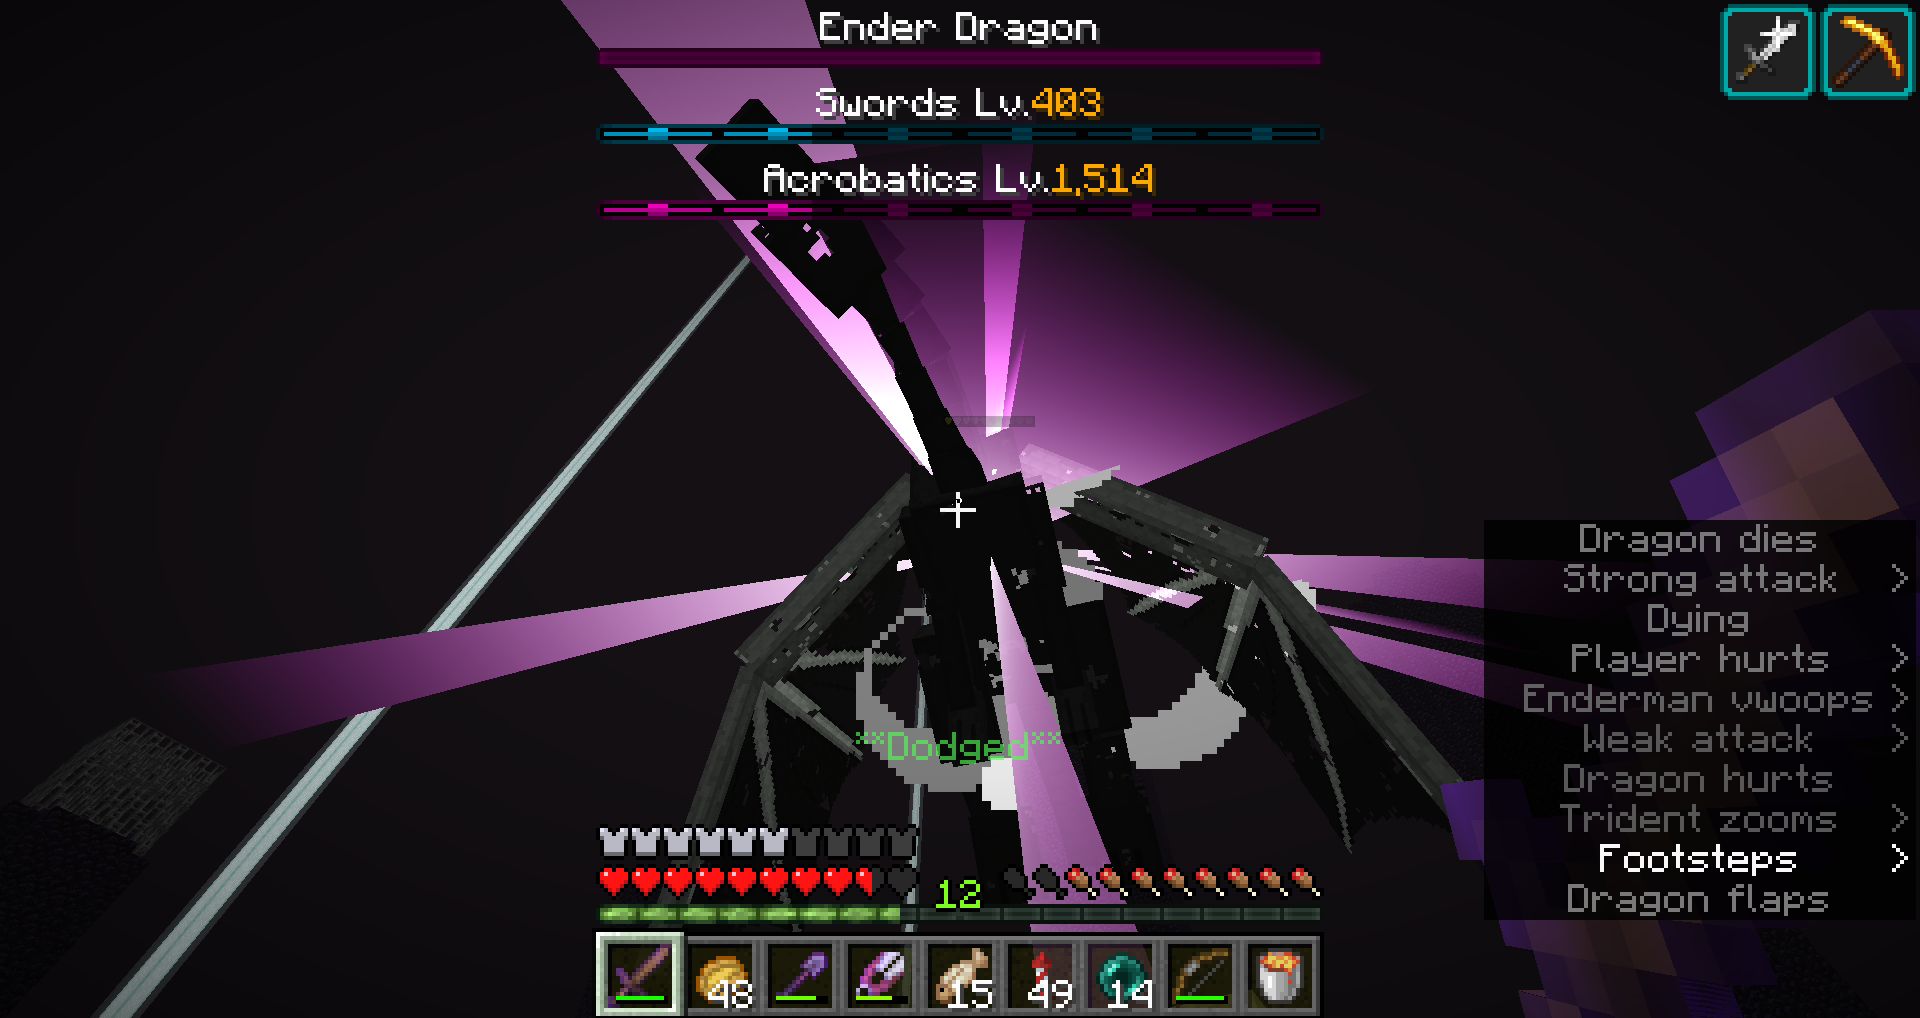 Ender Dragon
Swords Lv.403
Acrobatics Lv.1,514
Dragon dies
Strong attack >
Dying
Player hurts >
Enderman vwoops >
Weak attack >
Dragon hurts
Trident zooms >
Footsteps >
Dragon flaps
**Dodged**
12
48
15
49
14